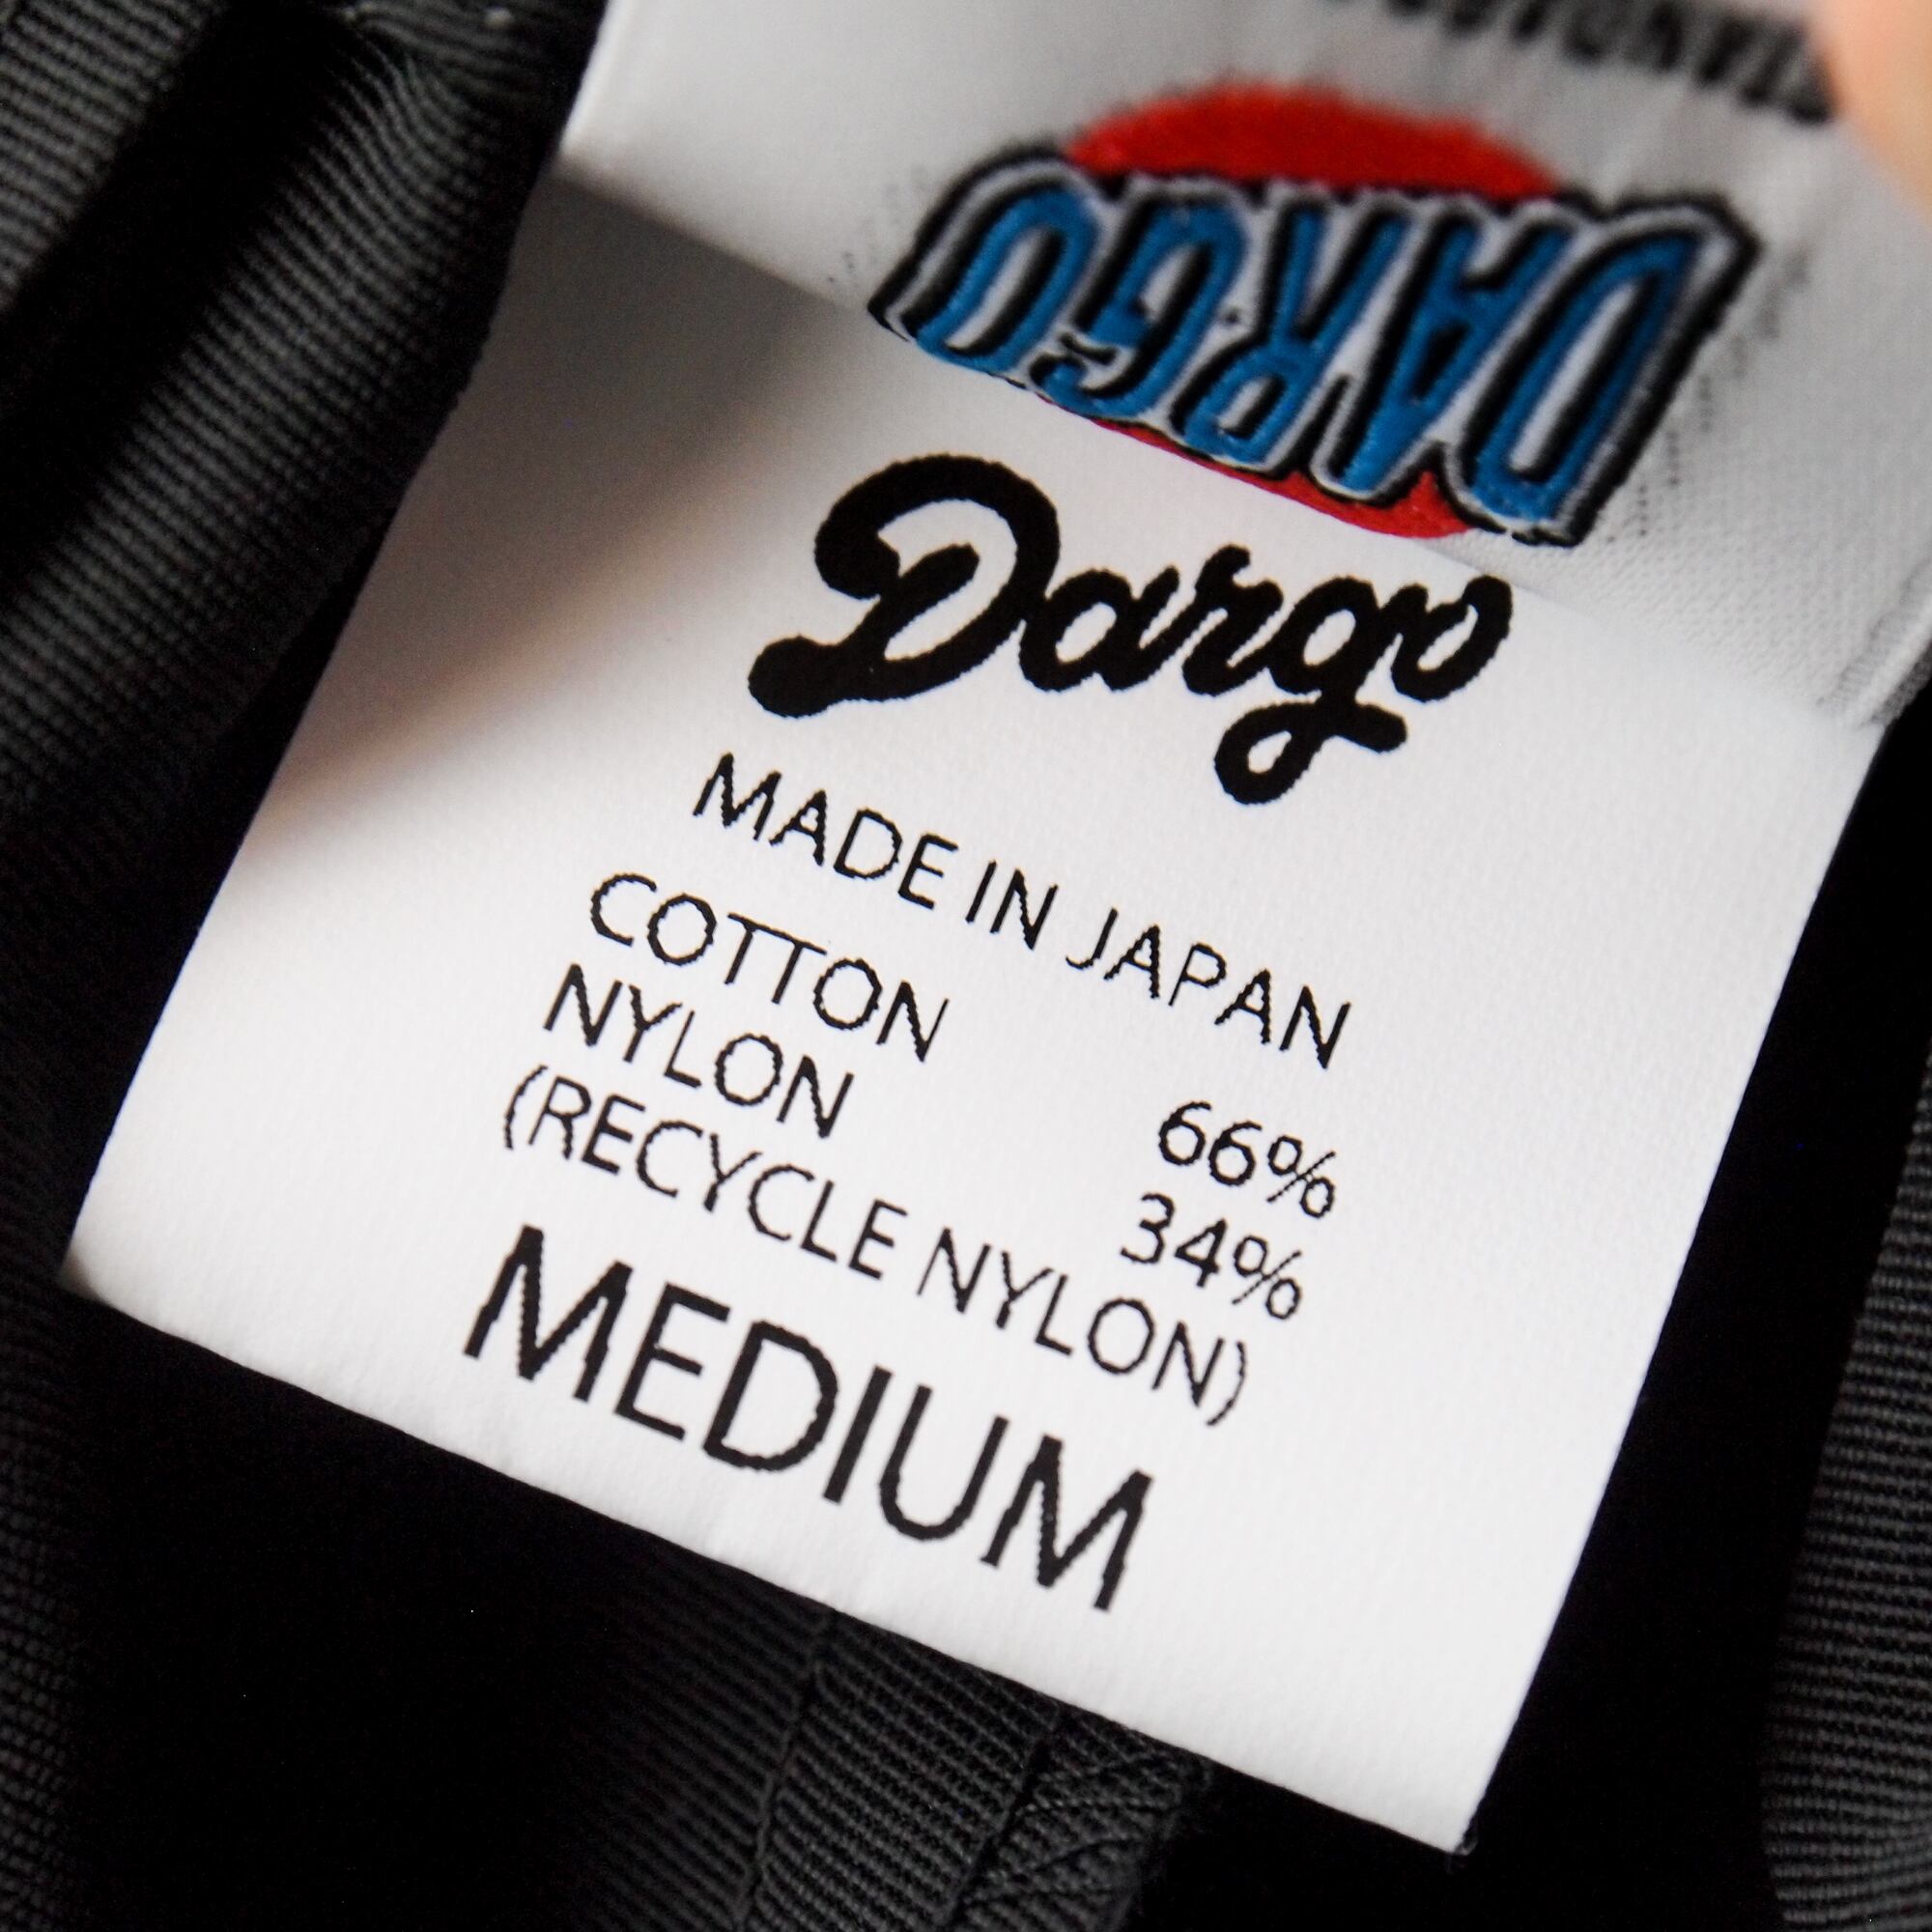 DARGO
Dargo
MADE IN JAPAN
COTTON 66%
NYLON 34%
(RECYCLE NYLON)
MEDIUM